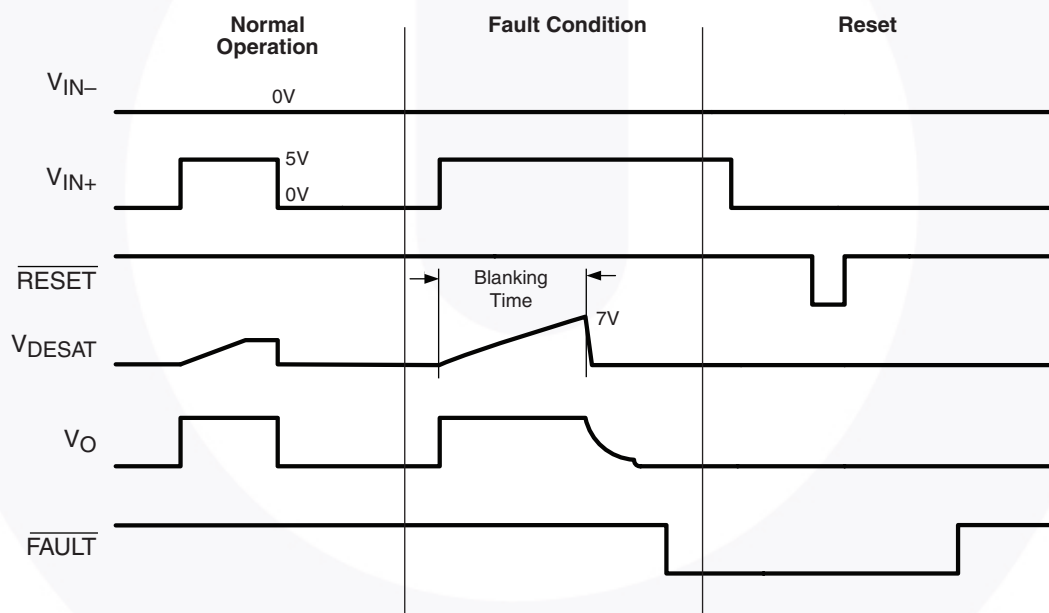 Normal
Operation
Fault Condition
Reset
VIN–
0V
VIN+
5V
0V
RESET
Blanking
Time
VDESAT
7V
VO
FAULT